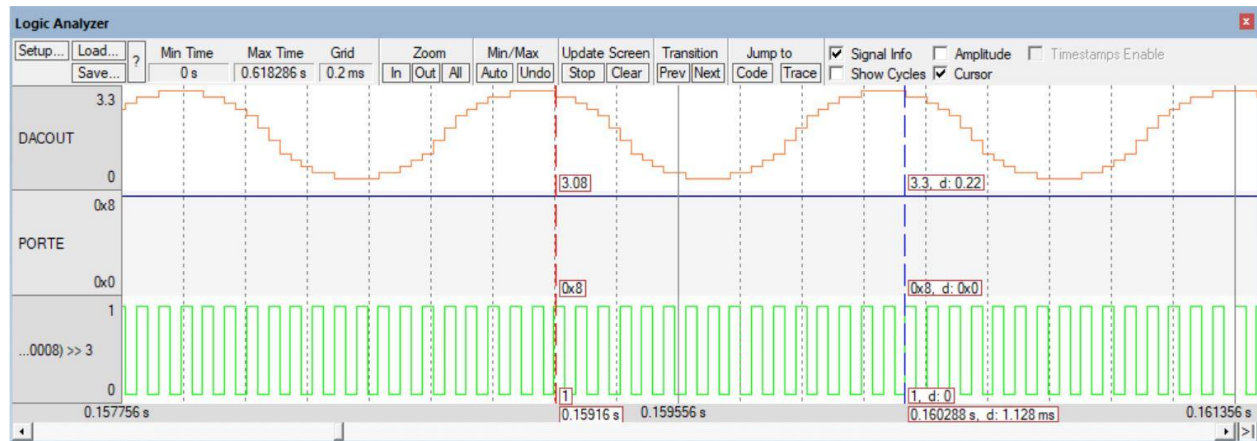 Logic Analyzer
Setup... Load... ? Min Time Max Time Grid Zoom Min/Max Update Screen Transition Jump to Signal Info Amplitude Timestamps Enable
Save... 0 s 0.618286 s 0.2 ms In Out All Auto Undo Stop Clear Prev Next Code Trace Show Cycles Cursor
3.3
DACOUT
0
3.08 3.3, d: 0.22
0x8
PORTE
0x0
0x8 0x8, d: 0x0
1
...0008) >> 3
0
1 1, d: 0
0.157756 s 0.15916 s 0.159556 s 0.160288 s, d: 1.128 ms 0.161356 s